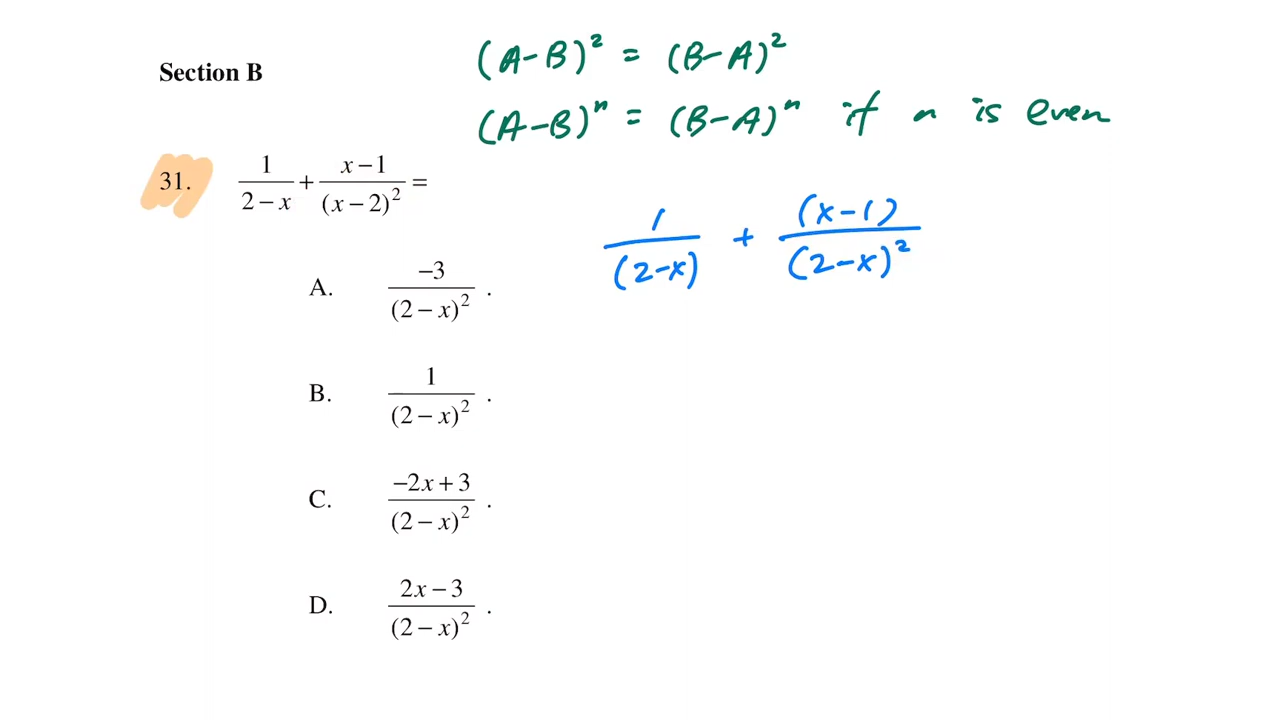 (A-B)² = (B-A)²
Section B
(A-B)ⁿ = (B-A)ⁿ if n is even
31. 1/(2-x) + (x-1)/(x-2)² =
1/(2-x) + (x-1)/(2-x)²
A. -3/(2-x)² .
B. 1/(2-x)² .
C. (-2x+3)/(2-x)² .
D. (2x-3)/(2-x)² .